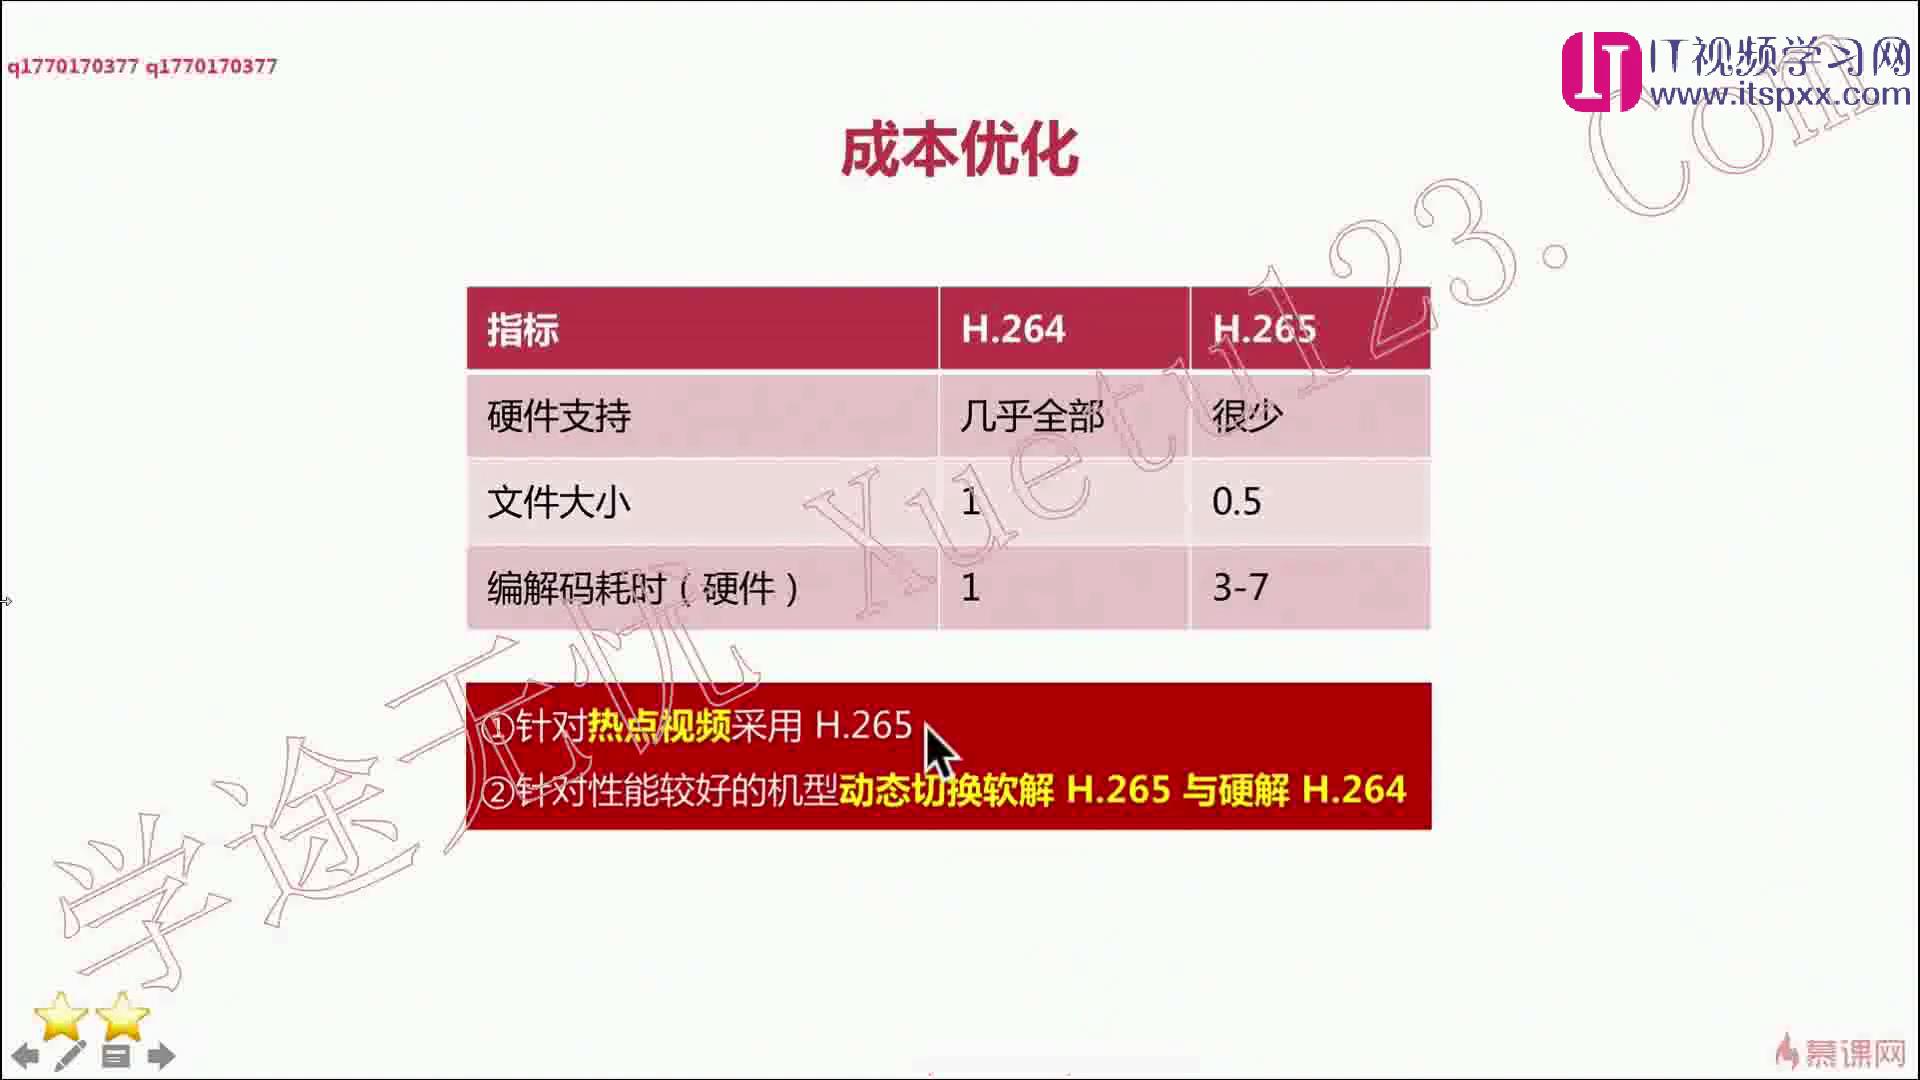 q1770170377 q1770170377
IT视频学习网
www.itspxx.com
成本优化
指标 H.264 H.265
硬件支持 几乎全部 很少
文件大小 1 0.5
编解码耗时（硬件） 1 3-7
①针对热点视频采用 H.265
②针对性能较好的机型动态切换软解 H.265 与硬解 H.264
学途无忧 Xuetu123.Com
慕课网